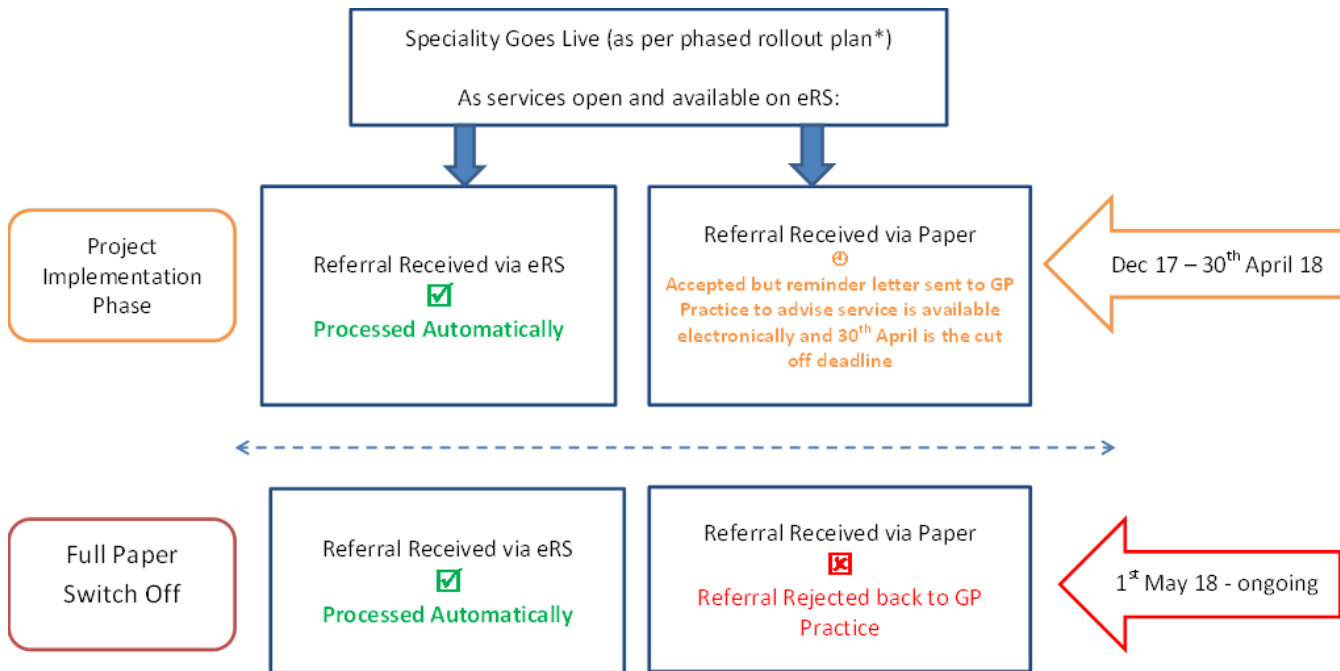 Speciality Goes Live (as per phased rollout plan*)
As services open and available on eRS:
Project
Implementation
Phase
Referral Received via eRS
Processed Automatically
Referral Received via Paper
Accepted but reminder letter sent to GP
Practice to advise service is available
electronically and 30th April is the cut
off deadline
Dec 17 – 30th April 18
Full Paper
Switch Off
Referral Received via eRS
Processed Automatically
Referral Received via Paper
Referral Rejected back to GP
Practice
1st May 18 - ongoing